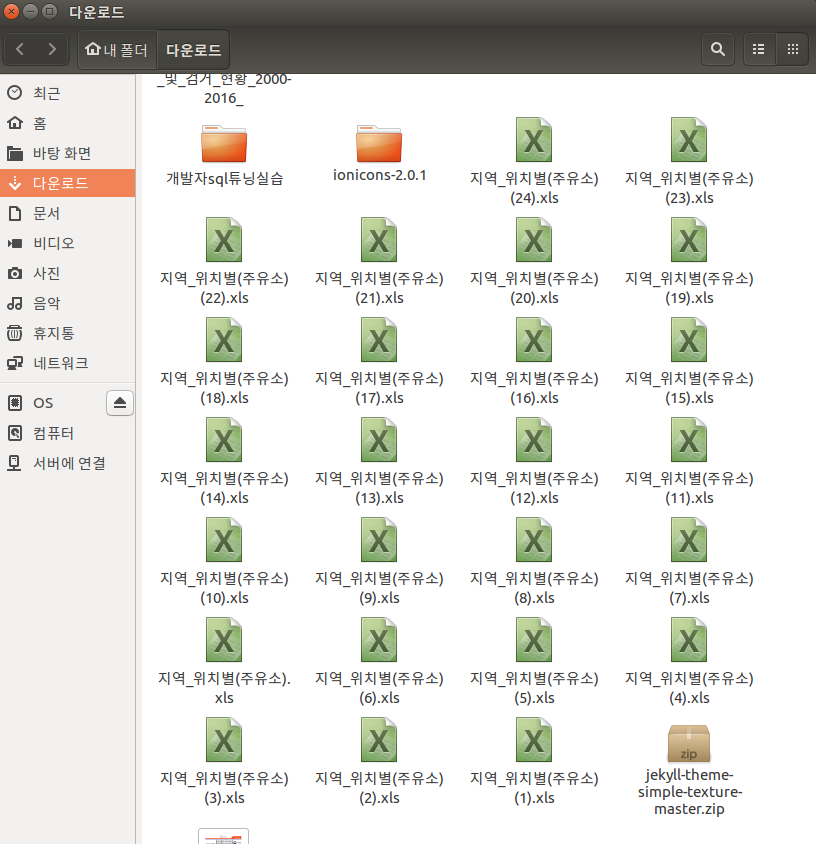 다운로드
내 폴더
다운로드
최근
홈
바탕 화면
다운로드
문서
비디오
사진
음악
휴지통
네트워크
OS
컴퓨터
서버에 연결
_및_검거_현황_2000-
2016_
개발자sql튜닝실습
ionicons-2.0.1
지역_위치별(주유소)
(24).xls
지역_위치별(주유소)
(23).xls
지역_위치별(주유소)
(22).xls
지역_위치별(주유소)
(21).xls
지역_위치별(주유소)
(20).xls
지역_위치별(주유소)
(19).xls
지역_위치별(주유소)
(18).xls
지역_위치별(주유소)
(17).xls
지역_위치별(주유소)
(16).xls
지역_위치별(주유소)
(15).xls
지역_위치별(주유소)
(14).xls
지역_위치별(주유소)
(13).xls
지역_위치별(주유소)
(12).xls
지역_위치별(주유소)
(11).xls
지역_위치별(주유소)
(10).xls
지역_위치별(주유소)
(9).xls
지역_위치별(주유소)
(8).xls
지역_위치별(주유소)
(7).xls
지역_위치별(주유소).
xls
지역_위치별(주유소)
(6).xls
지역_위치별(주유소)
(5).xls
지역_위치별(주유소)
(4).xls
지역_위치별(주유소)
(3).xls
지역_위치별(주유소)
(2).xls
지역_위치별(주유소)
(1).xls
zip
jekyll-theme-
simple-texture-
master.zip